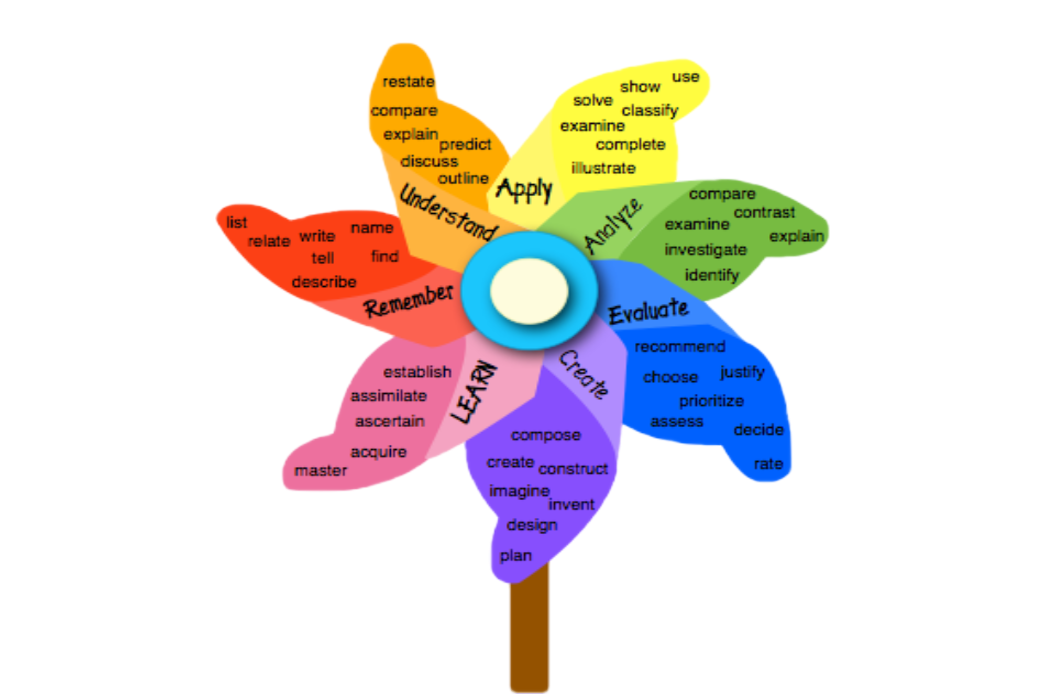 Remember
list
relate
write
name
tell
find
describe
Understand
restate
compare
explain
predict
discuss
outline
Apply
use
show
solve
classify
examine
complete
illustrate
Analyze
compare
contrast
examine
explain
investigate
identify
Evaluate
recommend
choose
justify
prioritize
assess
decide
rate
Create
compose
create
construct
imagine
invent
design
plan
LEARN
establish
assimilate
ascertain
acquire
master